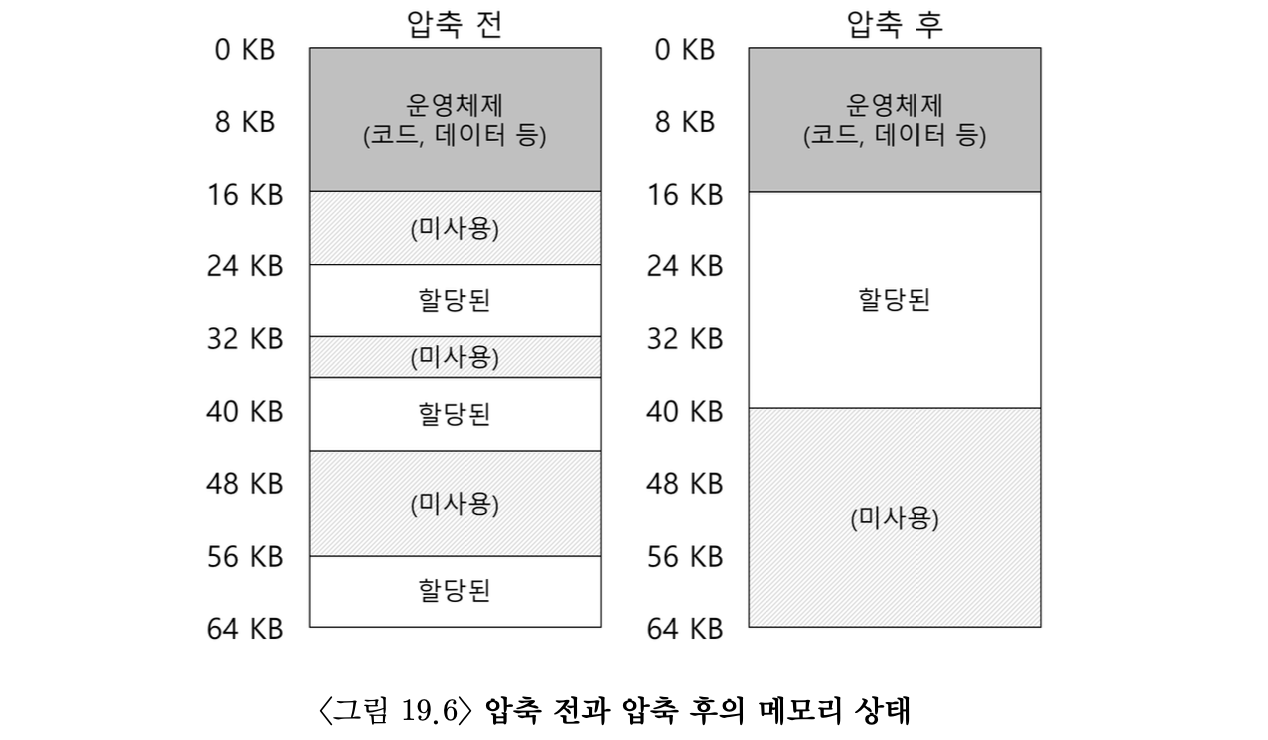 압축 전
0 KB
8 KB
16 KB
24 KB
32 KB
40 KB
48 KB
56 KB
64 KB
운영체제
(코드, 데이터 등)
(미사용)
할당된
(미사용)
할당된
(미사용)
할당된
압축 후
0 KB
8 KB
16 KB
24 KB
32 KB
40 KB
48 KB
56 KB
64 KB
운영체제
(코드, 데이터 등)
할당된
(미사용)
〈그림 19.6〉 압축 전과 압축 후의 메모리 상태